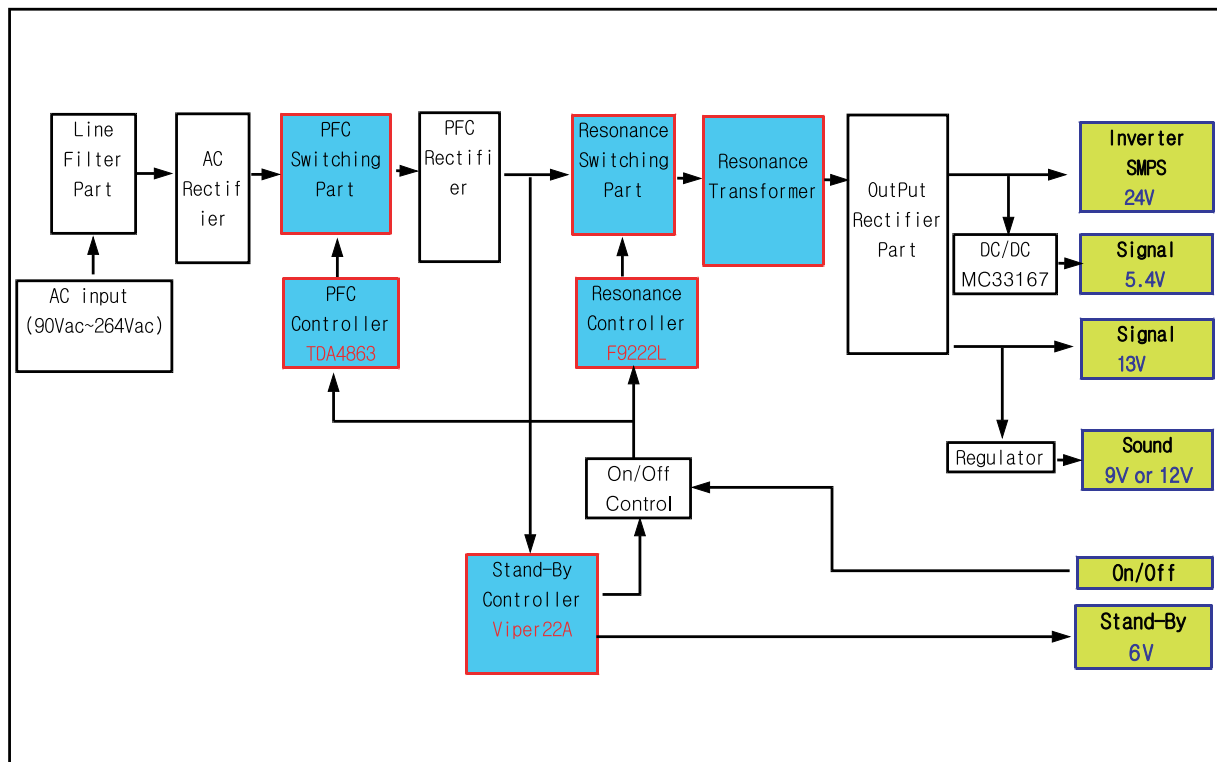 Line
Filter
Part
AC
Rectif
ier
PFC
Switching
Part
PFC
Rectifi
er
Resonance
Switching
Part
Resonance
Transformer
OutPut
Rectifier
Part
Inverter
SMPS
24V
DC/DC
MC33167
Signal
5.4V
AC input
(90Vac~264Vac)
PFC
Controller
TDA4863
Resonance
Controller
F9222L
Signal
13V
Regulator
Sound
9V or 12V
On/Off
Control
Stand-By
Controller
Viper22A
On/Off
Stand-By
6V